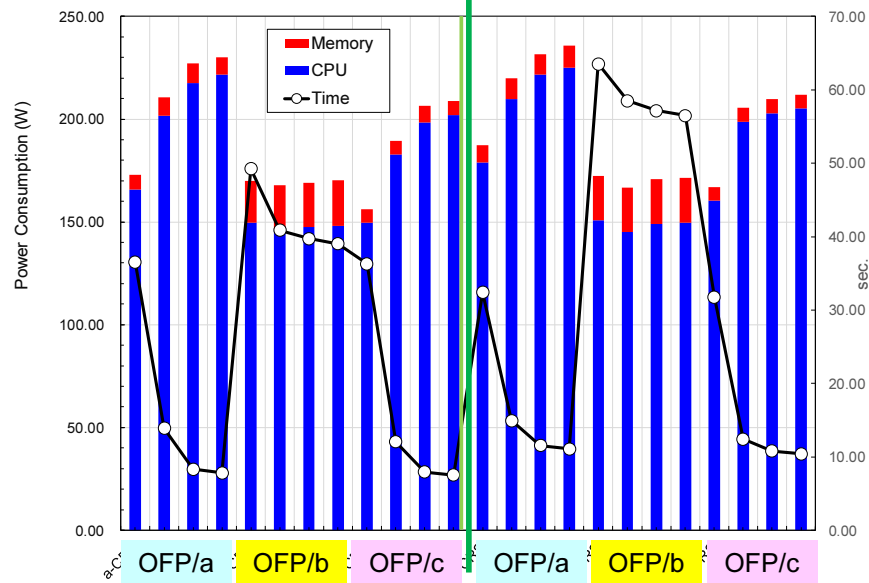 250.00
200.00
150.00
100.00
50.00
0.00
Power Consumption (W)
Memory
CPU
Time
70.00
60.00
50.00
40.00
30.00
20.00
10.00
0.00
sec.
OFP/a
OFP/b
OFP/c
OFP/a
OFP/b
OFP/c